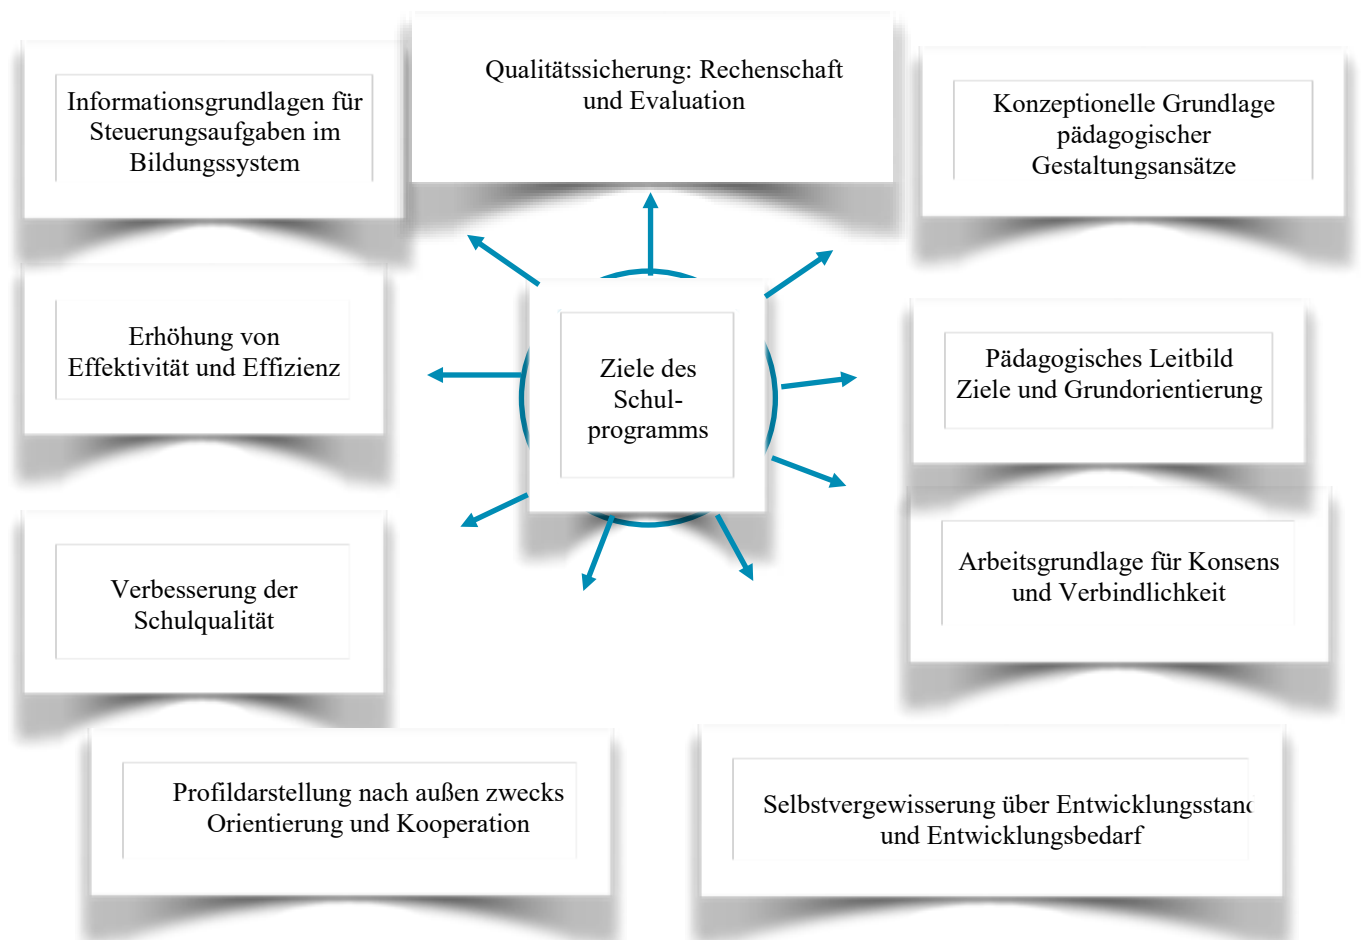 Qualitätssicherung: Rechenschaft
und Evaluation
Informationsgrundlagen für
Steuerungsaufgaben im
Bildungssystem
Konzeptionelle Grundlage
pädagogischer
Gestaltungsansätze
Erhöhung von
Effektivität und Effizienz
Ziele des
Schul-
programms
Pädagogisches Leitbild
Ziele und Grundorientierung
Verbesserung der
Schulqualität
Arbeitsgrundlage für Konsens
und Verbindlichkeit
Profildarstellung nach außen zwecks
Orientierung und Kooperation
Selbstvergewisserung über Entwicklungsstand
und Entwicklungsbedarf